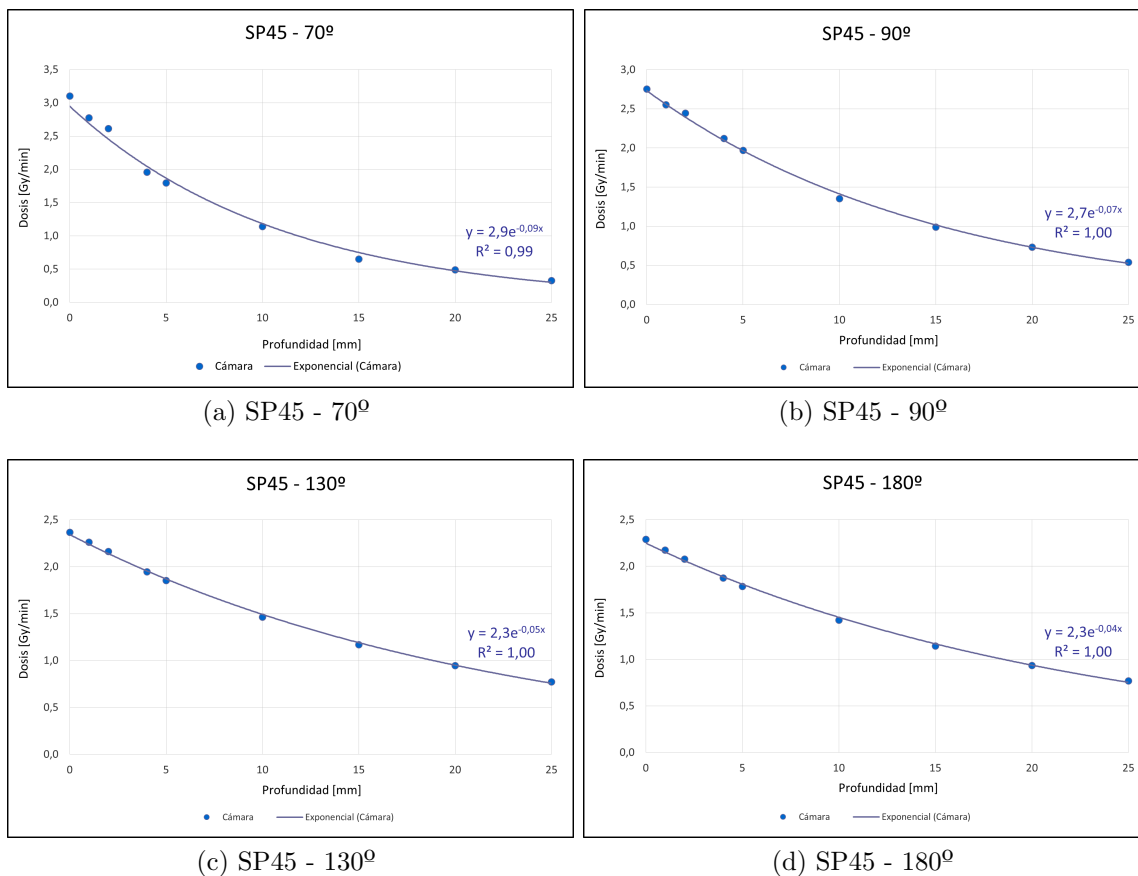 SP45 - 70º
3,5
3,0
2,5
2,0
1,5
1,0
0,5
0,0
Dosis [Gy/min]
y = 2,9e^-0,09x
R² = 0,99
0 5 10 15 20 25
Profundidad [mm]
Cámara Exponencial (Cámara)
(a) SP45 - 70º
SP45 - 90º
3,0
2,5
2,0
1,5
1,0
0,5
0,0
Dosis [Gy/min]
y = 2,7e^-0,07x
R² = 1,00
0 5 10 15 20 25
Profundidad [mm]
Cámara Exponencial (Cámara)
(b) SP45 - 90º
SP45 - 130º
2,5
2,0
1,5
1,0
0,5
0,0
Dosis [Gy/min]
y = 2,3e^-0,05x
R² = 1,00
0 5 10 15 20 25
Profundidad [mm]
Cámara Exponencial (Cámara)
(c) SP45 - 130º
SP45 - 180º
2,5
2,0
1,5
1,0
0,5
0,0
Dosis [Gy/min]
y = 2,3e^-0,04x
R² = 1,00
0 5 10 15 20 25
Profundidad [mm]
Cámara Exponencial (Cámara)
(d) SP45 - 180º